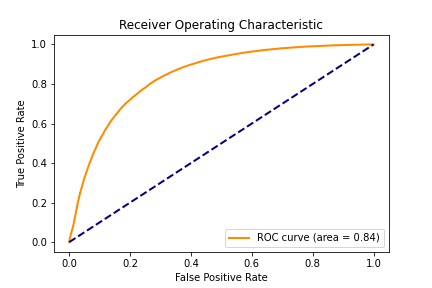 Receiver Operating Characteristic
True Positive Rate
1.0
0.8
0.6
0.4
0.2
0.0
ROC curve (area = 0.84)
0.0 0.2 0.4 0.6 0.8 1.0
False Positive Rate